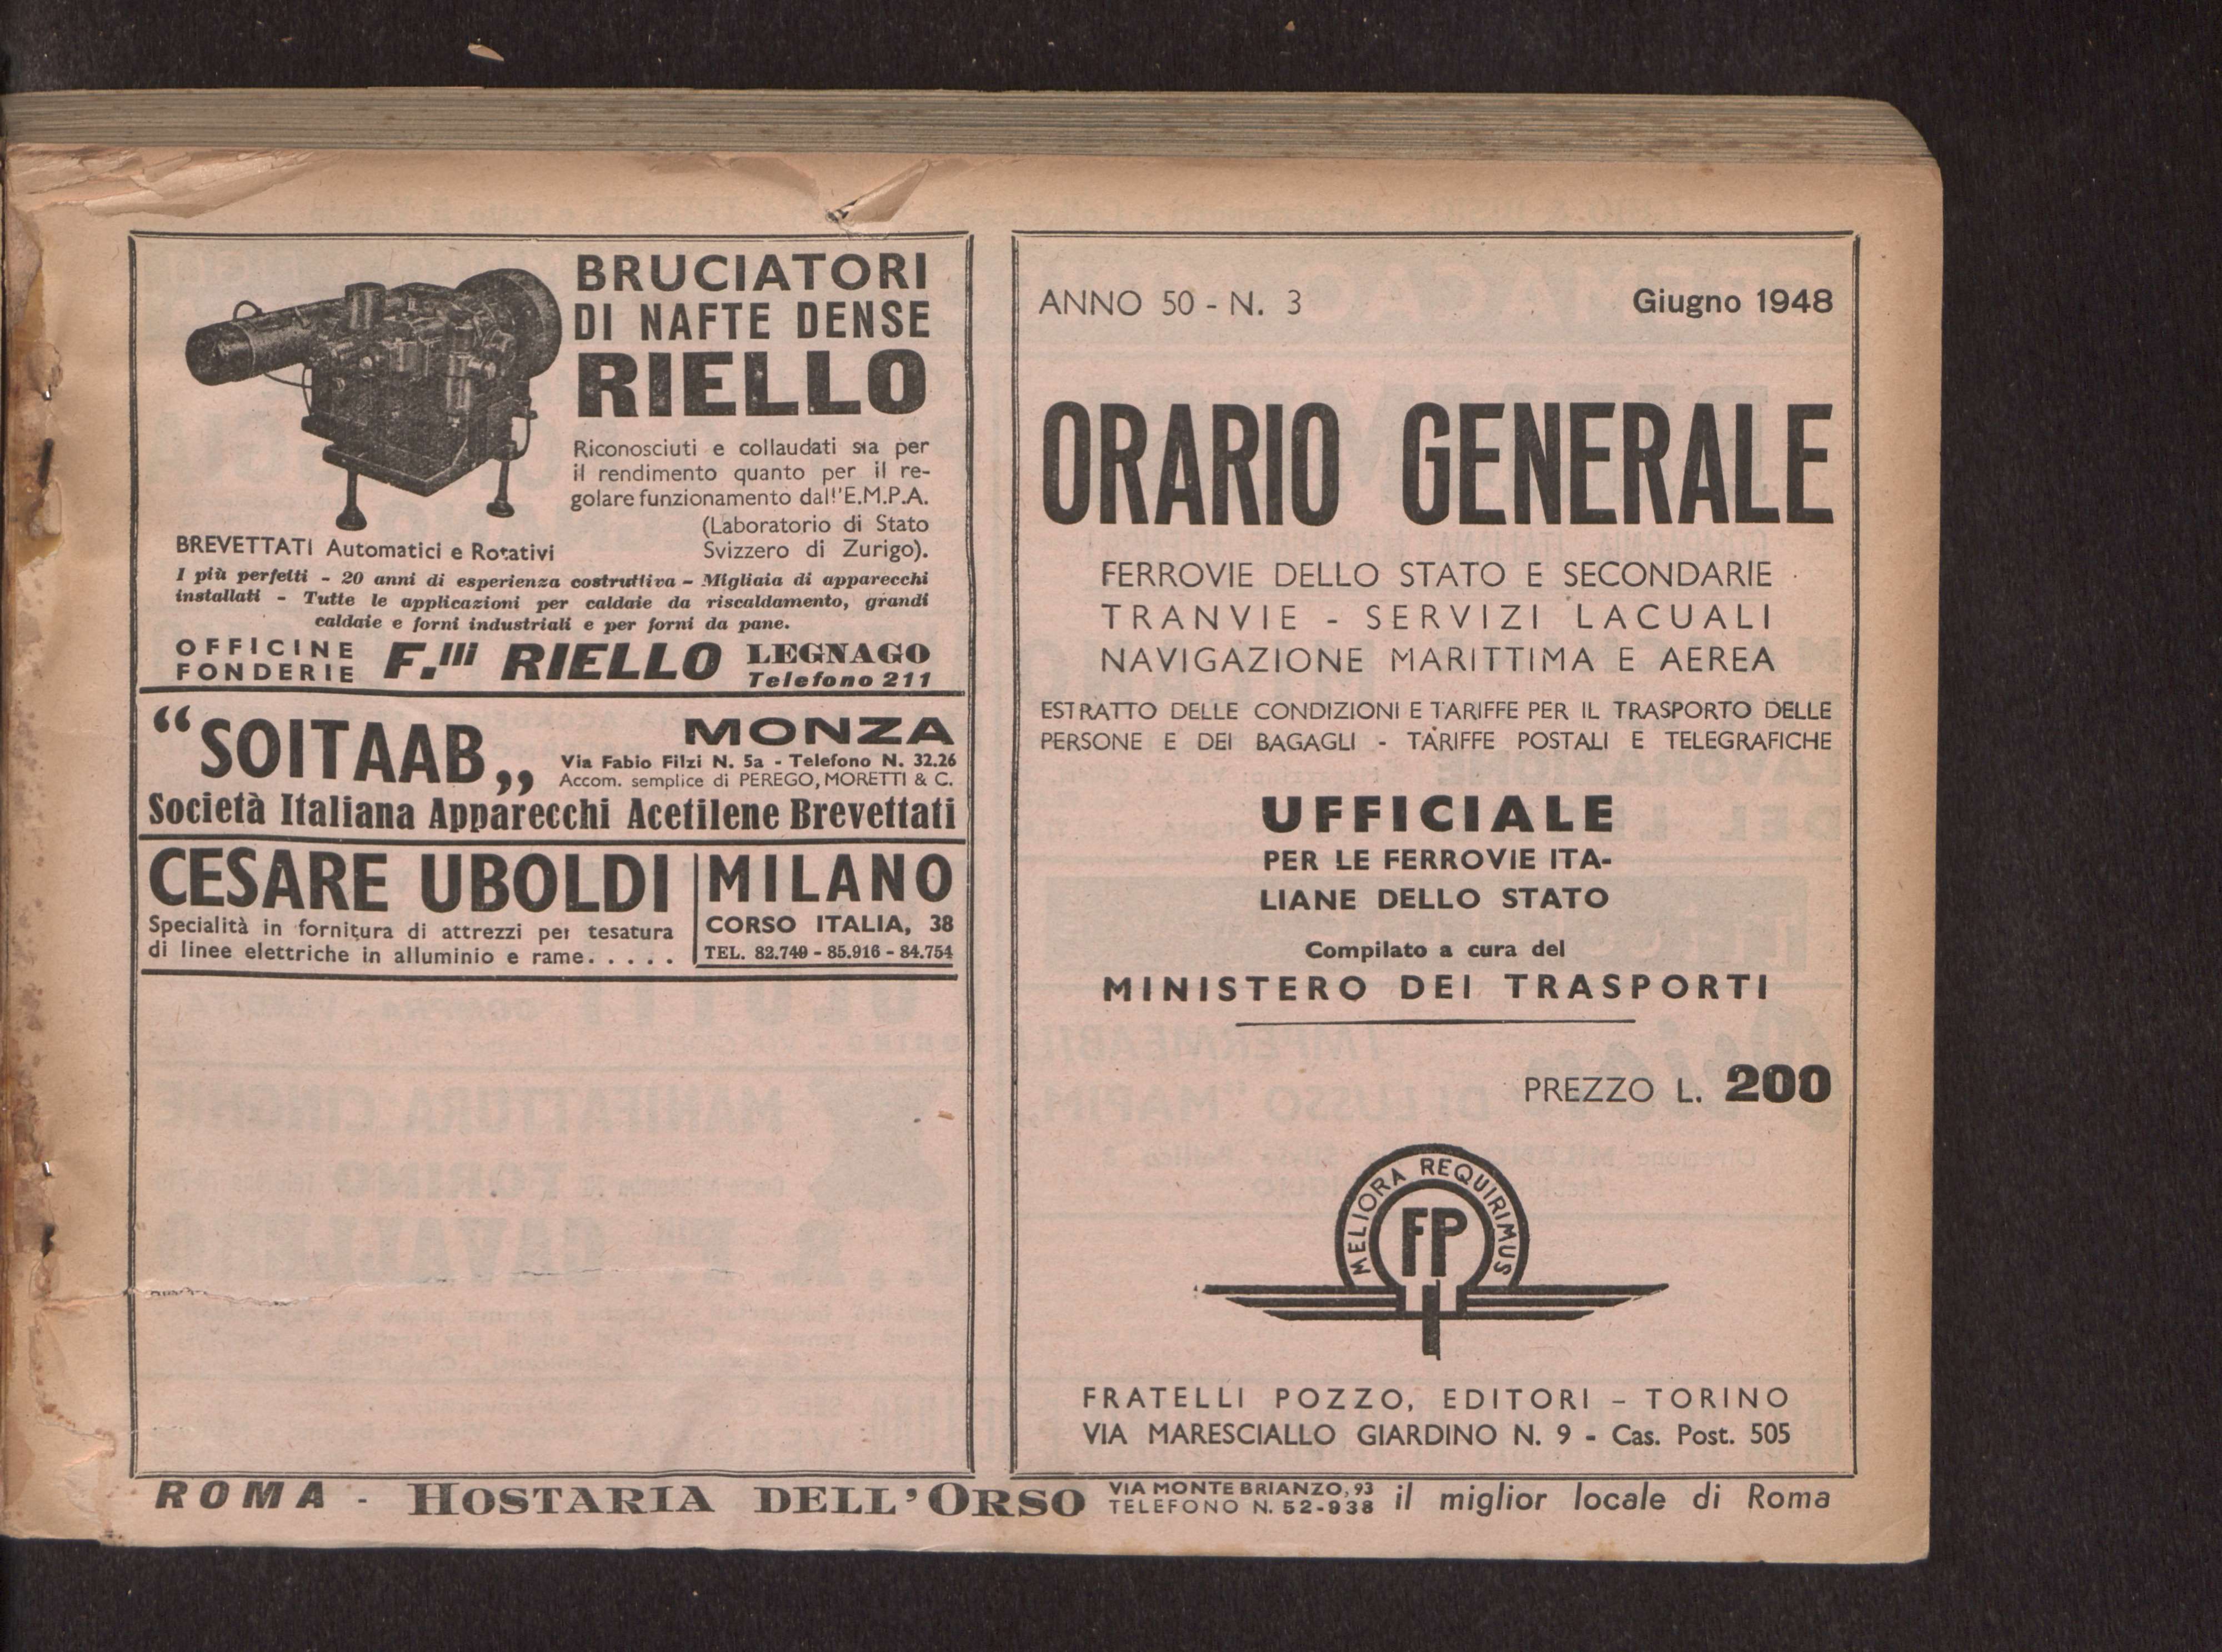 BRUCIATORI
DI NAFTE DENSE
RIELLO
Riconosciuti e collaudati sia per
il rendimento quanto per il re-
golare funzionamento dall'E.M.P.A.
(Laboratorio di Stato
Svizzero di Zurigo).
BREVETTATI Automatici e Rotativi
I più perfetti - 20 anni di esperienza costruttiva - Migliaia di apparecchi
installati - Tutte le applicazioni per caldaie da riscaldamento, grandi
caldaie e forni industriali e per forni da pane.
OFFICINE
FONDERIE
F.lli RIELLO
LEGNAGO
Telefono 211
"SOITAAB„
MONZA
Via Fabio Filzi N. 5a - Telefono N. 32.26
Accom. semplice di PEREGO, MORETTI & C.
Società Italiana Apparecchi Acetilene Brevettati
CESARE UBOLDI
Specialità in fornitura di attrezzi per tesatura
di linee elettriche in alluminio e rame. . . . .
MILANO
CORSO ITALIA, 38
TEL. 82.749 - 85.916 - 84.754
ANNO 50 - N. 3
Giugno 1948
ORARIO GENERALE
FERROVIE DELLO STATO E SECONDARIE
TRANVIE - SERVIZI LACUALI
NAVIGAZIONE MARITTIMA E AEREA
ESTRATTO DELLE CONDIZIONI E TARIFFE PER IL TRASPORTO DELLE
PERSONE E DEI BAGAGLI - TARIFFE POSTALI E TELEGRAFICHE
UFFICIALE
PER LE FERROVIE ITA-
LIANE DELLO STATO
Compilato a cura del
MINISTERO DEI TRASPORTI
PREZZO L. 200
MELIORA REQUIRIMUS
FP
FRATELLI POZZO, EDITORI - TORINO
VIA MARESCIALLO GIARDINO N. 9 - Cas. Post. 505
ROMA - HOSTARIA DELL'ORSO
VIA MONTE BRIANZO, 93
TELEFONO N. 52-938
il miglior locale di Roma